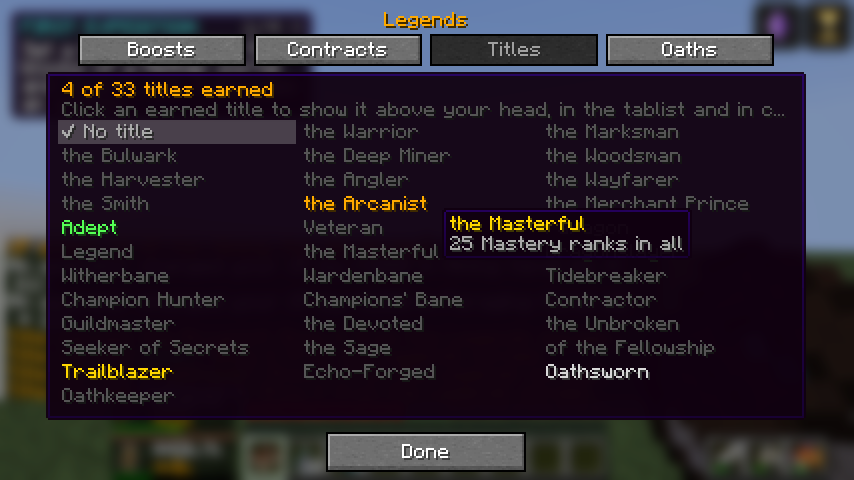 Legends
Boosts Contracts Titles Oaths
4 of 33 titles earned
Click an earned title to show it above your head, in the tablist and in c...
✓ No title the Warrior the Marksman
the Bulwark the Deep Miner the Woodsman
the Harvester the Angler the Wayfarer
the Smith the Arcanist the Merchant Prince
Adept Veteran
the Masterful
25 Mastery ranks in all
Legend the Masterful
Witherbane Wardenbane Tidebreaker
Champion Hunter Champions' Bane Contractor
Guildmaster the Devoted the Unbroken
Seeker of Secrets the Sage of the Fellowship
Trailblazer Echo-Forged Oathsworn
Oathkeeper
Done